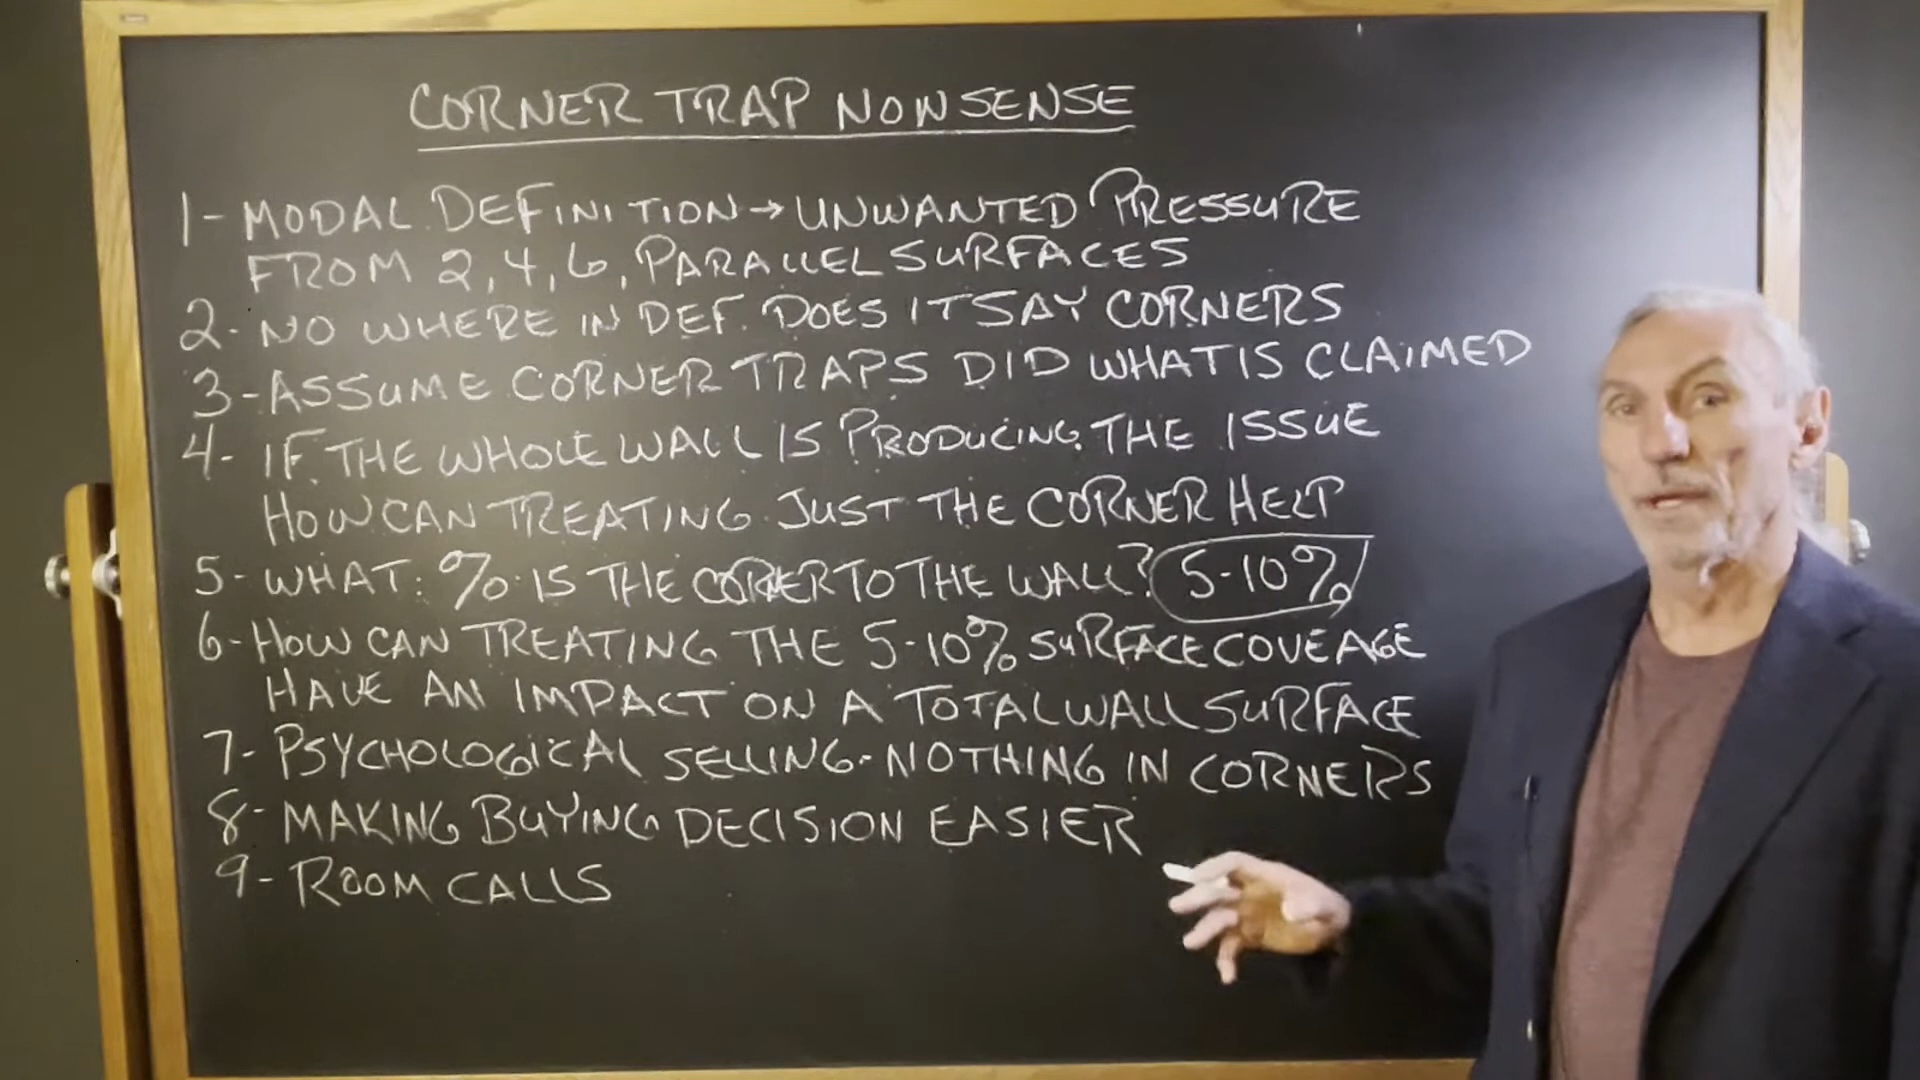 CORNER TRAP NONSENSE
1- MODAL DEFINITION → UNWANTED PRESSURE
FROM 2, 4, 6, PARALLEL SURFACES
2- NO WHERE IN DEF. DOES IT SAY CORNERS
3- ASSUME CORNER TRAPS DID WHAT IS CLAIMED
4- IF THE WHOLE WALL IS PRODUCING THE ISSUE
HOW CAN TREATING JUST THE CORNER HELP
5- WHAT % IS THE CORER TO THE WALL? 5-10%
6- HOW CAN TREATING THE 5-10% SURFACE COVEAGE
HAVE AN IMPACT ON A TOTAL WALL SURFACE
7- PSYCHOLOGICAL SELLING - NOTHING IN CORNERS
8- MAKING BUYING DECISION EASIER
9- ROOM CALLS